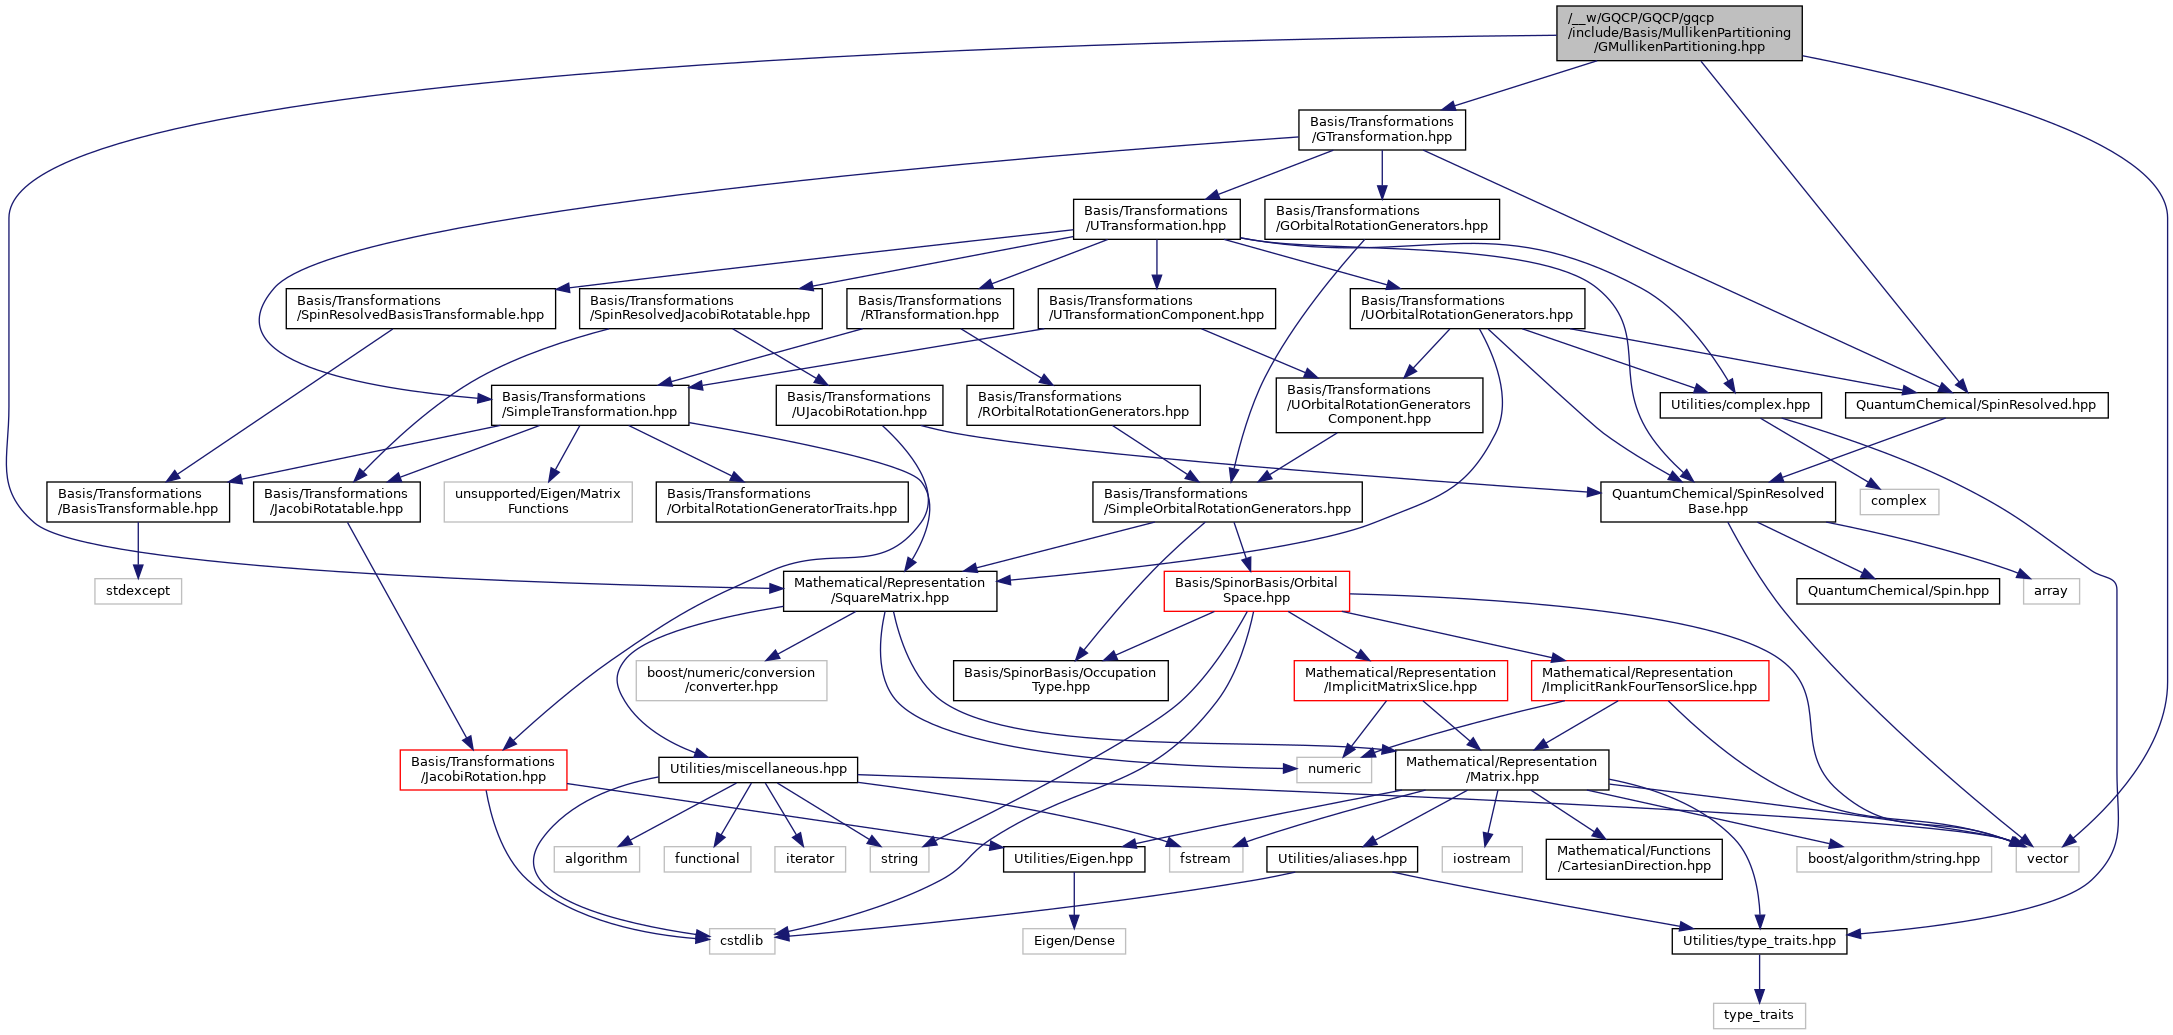 /__w/GQCP/GQCP/gqcp
/include/Basis/MullikenPartitioning
/GMullikenPartitioning.hpp
Basis/Transformations
/GTransformation.hpp
Basis/Transformations
/UTransformation.hpp
Basis/Transformations
/GOrbitalRotationGenerators.hpp
Basis/Transformations
/SpinResolvedBasisTransformable.hpp
Basis/Transformations
/SpinResolvedJacobiRotatable.hpp
Basis/Transformations
/RTransformation.hpp
Basis/Transformations
/UTransformationComponent.hpp
Basis/Transformations
/UOrbitalRotationGenerators.hpp
Basis/Transformations
/SimpleTransformation.hpp
Basis/Transformations
/UJacobiRotation.hpp
Basis/Transformations
/ROrbitalRotationGenerators.hpp
Basis/Transformations
/UOrbitalRotationGenerators
Component.hpp
Utilities/complex.hpp
QuantumChemical/SpinResolved.hpp
Basis/Transformations
/BasisTransformable.hpp
Basis/Transformations
/JacobiRotatable.hpp
unsupported/Eigen/Matrix
Functions
Basis/Transformations
/OrbitalRotationGeneratorTraits.hpp
Basis/Transformations
/SimpleOrbitalRotationGenerators.hpp
QuantumChemical/SpinResolved
Base.hpp
complex
stdexcept
Mathematical/Representation
/SquareMatrix.hpp
Basis/SpinorBasis/Orbital
Space.hpp
QuantumChemical/Spin.hpp
array
boost/numeric/conversion
/converter.hpp
Basis/SpinorBasis/Occupation
Type.hpp
Mathematical/Representation
/ImplicitMatrixSlice.hpp
Mathematical/Representation
/ImplicitRankFourTensorSlice.hpp
Basis/Transformations
/JacobiRotation.hpp
Utilities/miscellaneous.hpp
numeric
Mathematical/Representation
/Matrix.hpp
algorithm
functional
iterator
string
Utilities/Eigen.hpp
fstream
Utilities/aliases.hpp
iostream
Mathematical/Functions
/CartesianDirection.hpp
boost/algorithm/string.hpp
vector
cstdlib
Eigen/Dense
Utilities/type_traits.hpp
type_traits